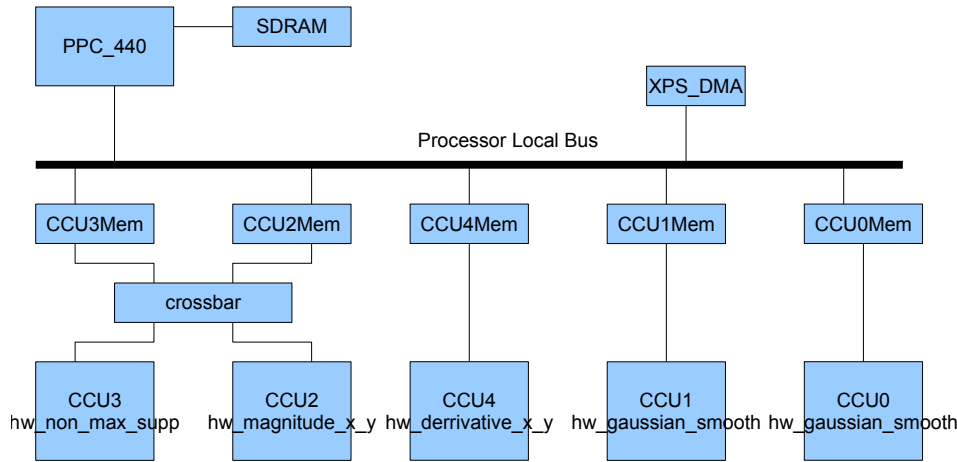 SDRAM
PPC_440
XPS_DMA
Processor Local Bus
CCU3Mem
CCU2Mem
CCU4Mem
CCU1Mem
CCU0Mem
crossbar
CCU3
hw_non_max_supp
CCU2
hw_magnitude_x_y
CCU4
hw_derrivative_x_y
CCU1
hw_gaussian_smooth
CCU0
hw_gaussian_smooth